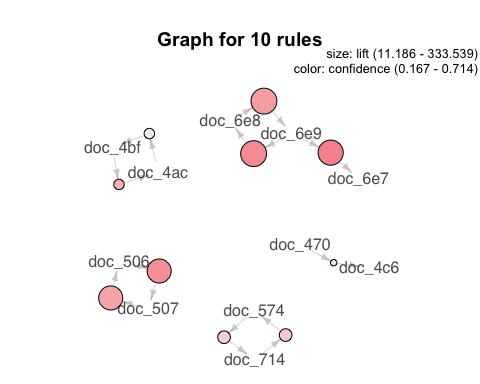 Graph for 10 rules
size: lift (11.186 - 333.539)
color: confidence (0.167 - 0.714)
doc_6e8
doc_6e9
doc_4bf
doc_4ac
doc_6e7
doc_470
doc_506
doc_4c6
doc_507
doc_574
doc_714